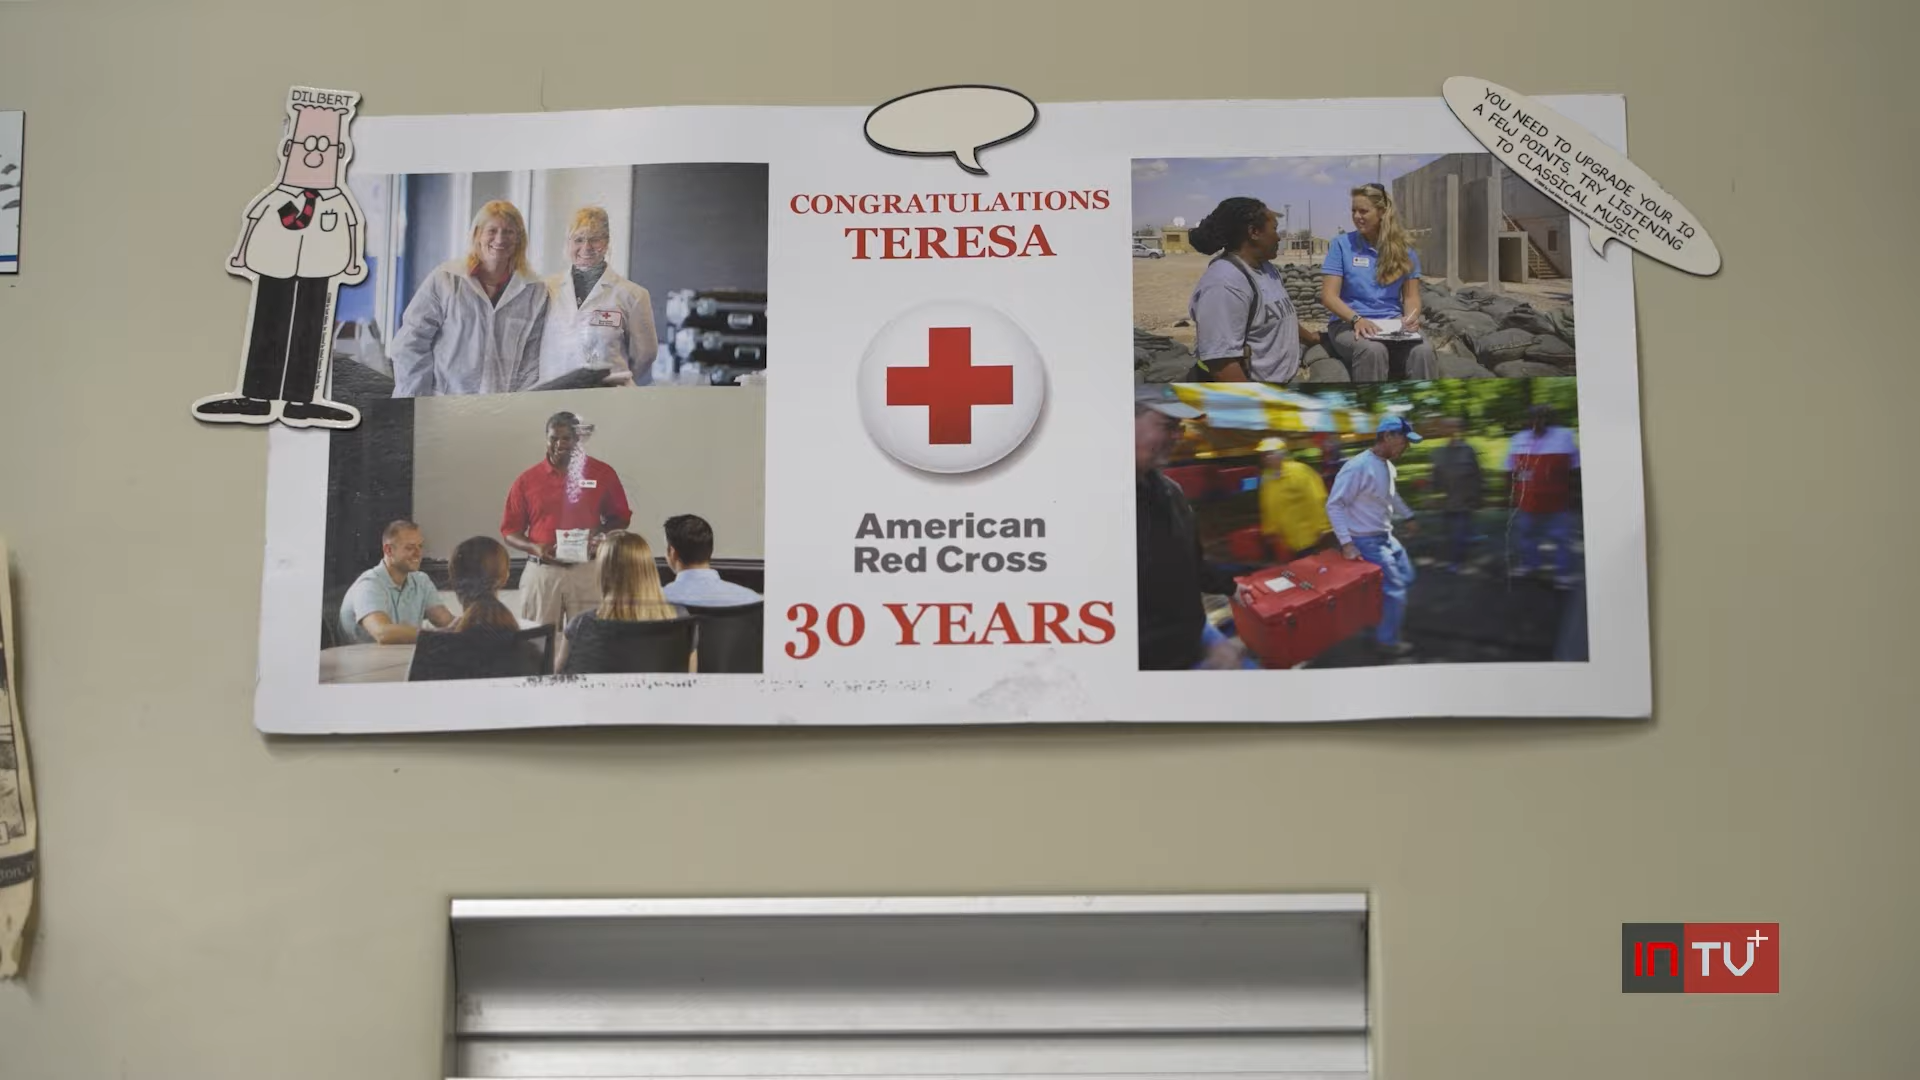 DILBERT
CONGRATULATIONS
TERESA
American
Red Cross
30 YEARS
YOU NEED TO UPGRADE YOUR IQ
A FEW POINTS. TRY LISTENING
TO CLASSICAL MUSIC.
ARMY
INTV+